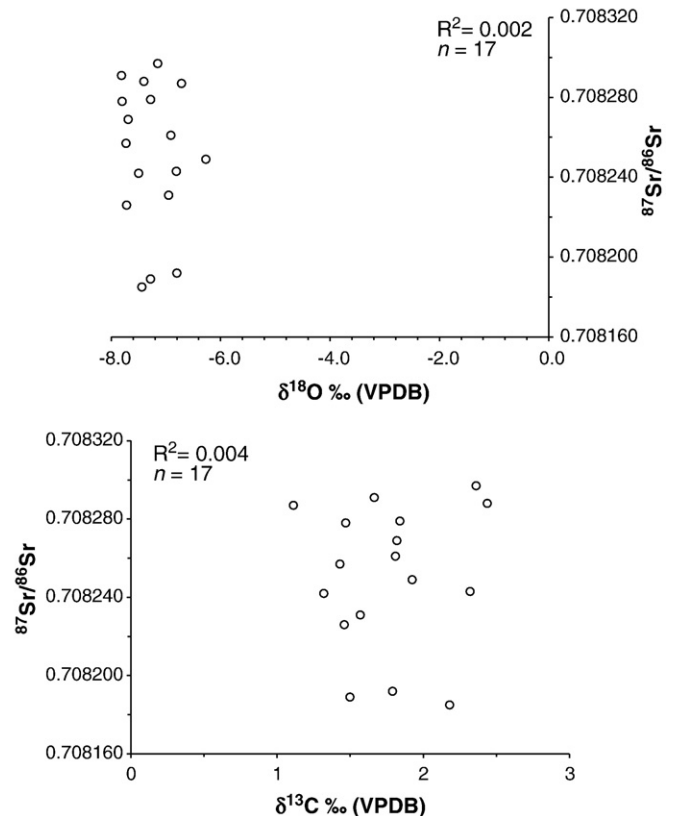 R²= 0.002
n = 17
0.708320
0.708280
0.708240
0.708200
0.708160
⁸⁷Sr/⁸⁶Sr
-8.0 -6.0 -4.0 -2.0 0.0
δ¹⁸O ‰ (VPDB)
R²= 0.004
n = 17
0.708320
0.708280
0.708240
0.708200
0.708160
⁸⁷Sr/⁸⁶Sr
0 1 2 3
δ¹³C ‰ (VPDB)